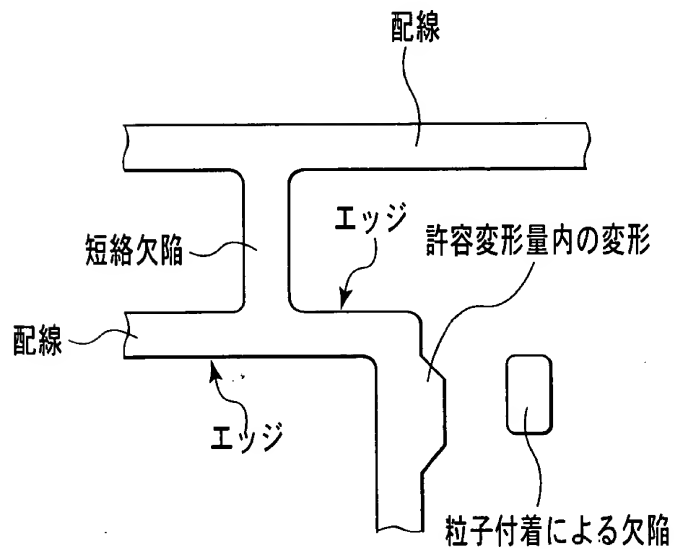 配線
エッジ
短絡欠陥
許容変形量内の変形
配線
エッジ
粒子付着による欠陥